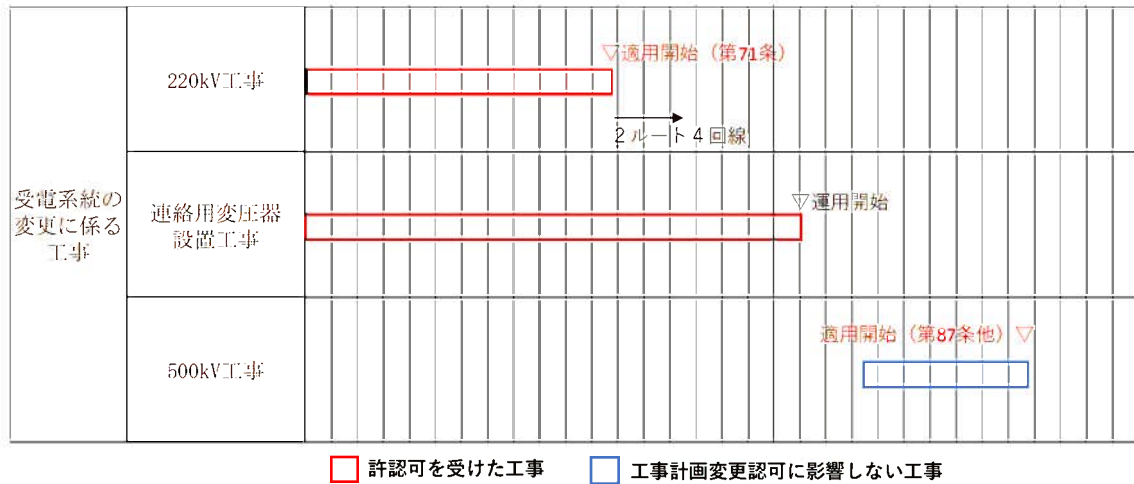 220kV工事
▽適用開始（第71条）
2ルート4回線
受電系統の
変更に係る
工事
連絡用変圧器
設置工事
▽運用開始
500kV工事
適用開始（第87条他）▽
許認可を受けた工事
工事計画変更認可に影響しない工事